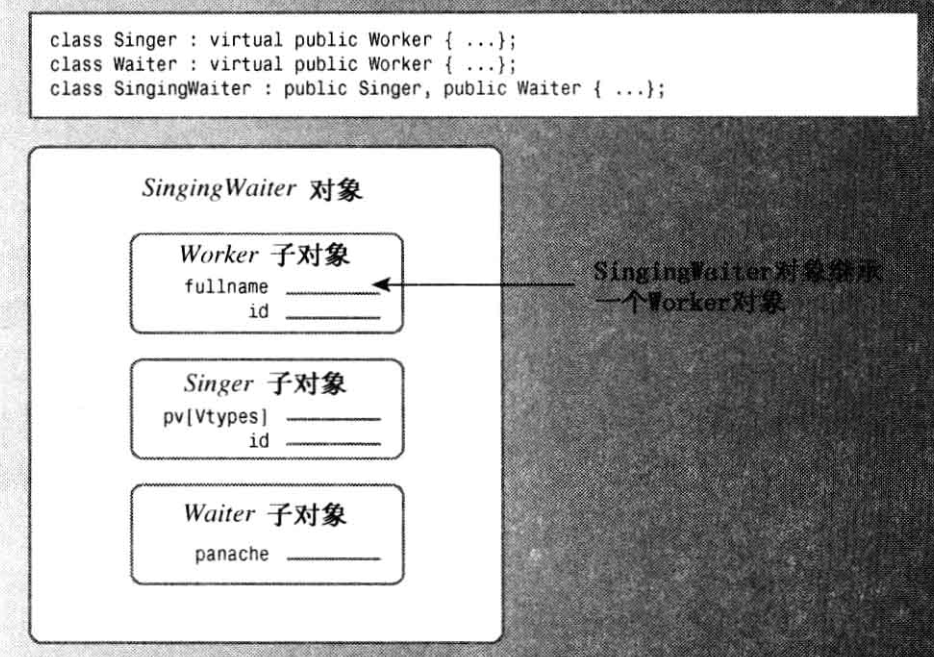 class Singer : virtual public Worker { ...};
class Waiter : virtual public Worker { ...};
class SingingWaiter : public Singer, public Waiter { ...};
SingingWaiter 对象
Worker 子对象
fullname
id
SingingWaiter对象继承
一个Worker对象
Singer 子对象
pv[Vtypes]
id
Waiter 子对象
panache